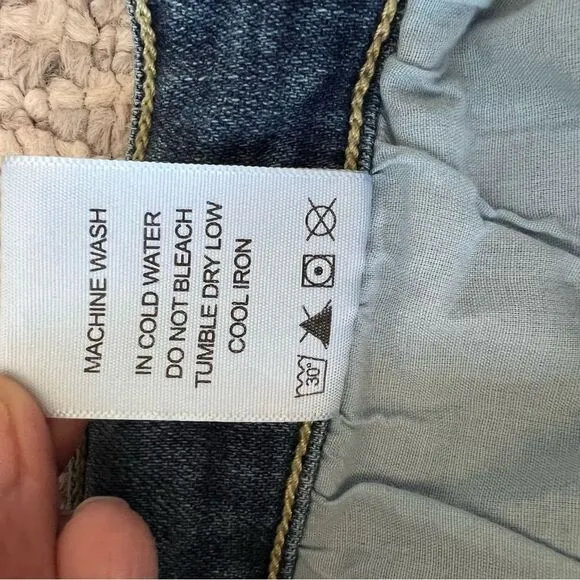 MACHINE WASH
IN COLD WATER
DO NOT BLEACH
TUMBLE DRY LOW
COOL IRON
30°